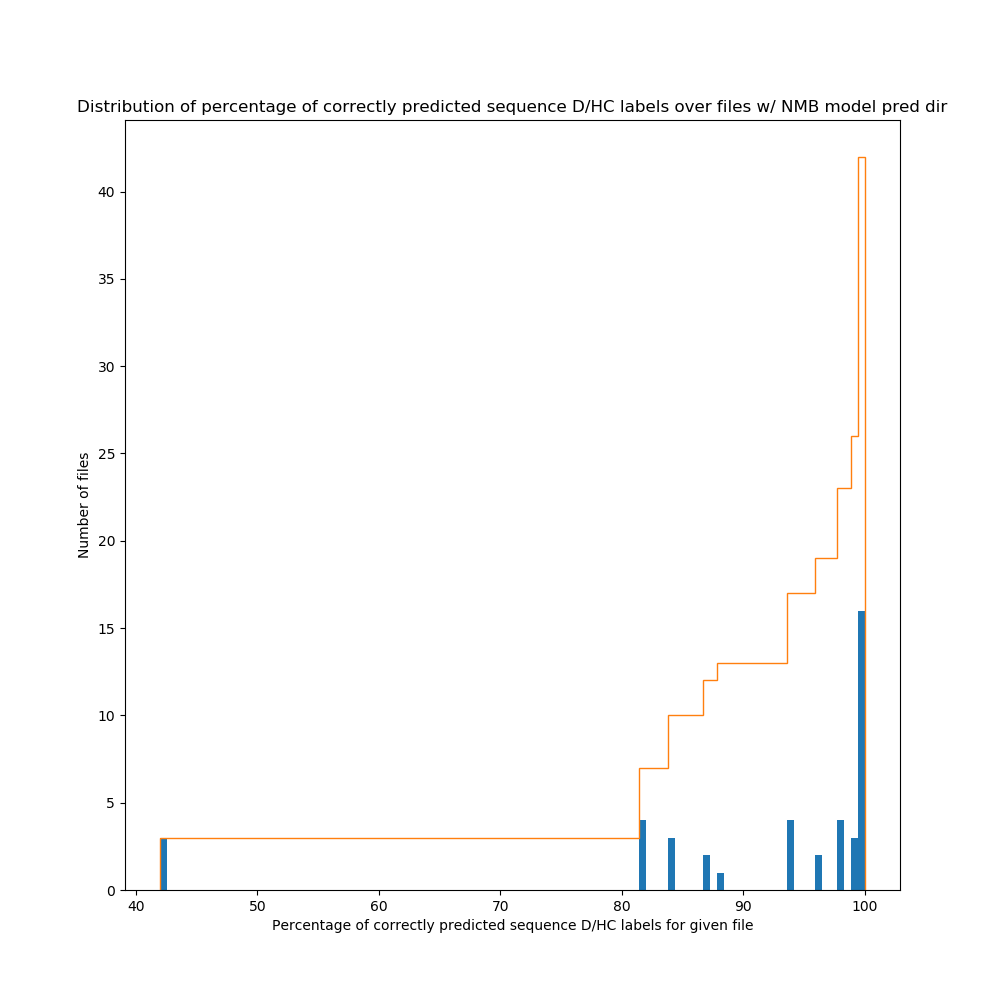 Distribution of percentage of correctly predicted sequence D/HC labels over files w/ NMB model pred dir
Number of files
40
35
30
25
20
15
10
5
0
40 50 60 70 80 90 100
Percentage of correctly predicted sequence D/HC labels for given file